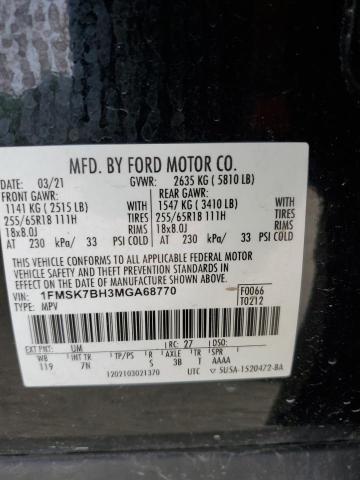 MFD. BY FORD MOTOR CO.
DATE: 03/21 GVWR: 2635 KG ( 5810 LB)
FRONT GAWR: REAR GAWR:
1141 KG ( 2515 LB) WITH 1547 KG ( 3410 LB) WITH
255/65R18 111H TIRES 255/65R18 111H TIRES
18x8.0J RIMS 18x8.0J RIMS
AT 230 kPa/ 33 PSI COLD AT 230 kPa/ 33 PSI COLD
THIS VEHICLE CONFORMS TO ALL APPLICABLE FEDERAL MOTOR
VEHICLE SAFETY AND THEFT PREVENTION STANDARDS IN
EFFECT ON THE DATE OF MANUFACTURE SHOWN ABOVE.
VIN: 1FMSK7BH3MGA68770 F0066
TYPE: MPV T0212
EXT PNT: UM RC: 27 DSO:
WB INT TR TP/PS R AXLE TR SPR
119 7N S 3B T AAAA
1202103021370 UTC 5U5A-1520472-BA